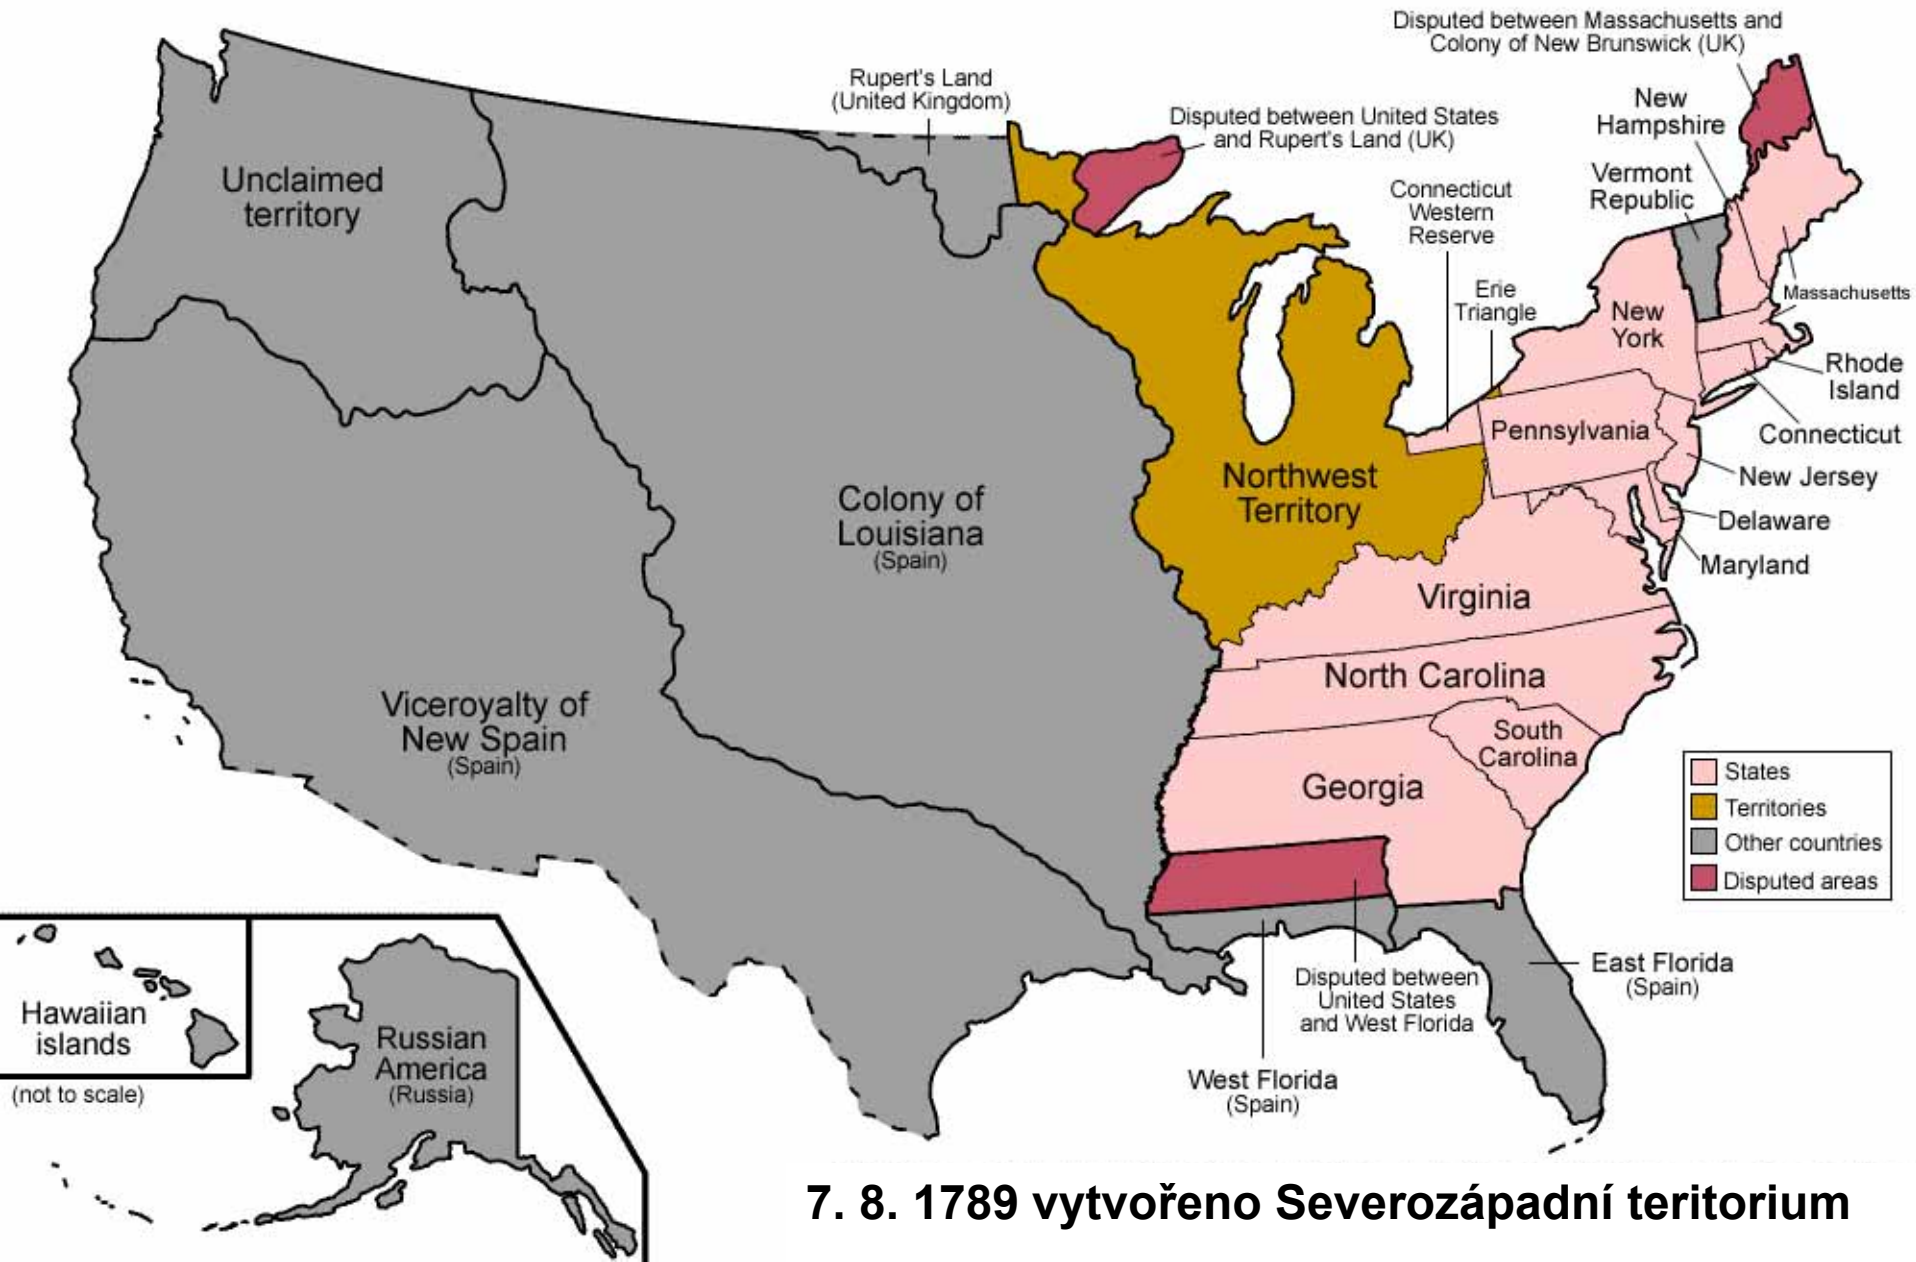 Disputed between Massachusetts and
Colony of New Brunswick (UK)
Rupert's Land
(United Kingdom)
Disputed between United States
and Rupert's Land (UK)
New
Hampshire
Vermont
Republic
Connecticut
Western
Reserve
Unclaimed
territory
Erie
Triangle
Massachusetts
New
York
Rhode
Island
Connecticut
Pennsylvania
New Jersey
Northwest
Territory
Delaware
Maryland
Colony of
Louisiana
(Spain)
Virginia
North Carolina
South
Carolina
Viceroyalty of
New Spain
(Spain)
Georgia
States
Territories
Other countries
Disputed areas
East Florida
(Spain)
Disputed between
United States
and West Florida
West Florida
(Spain)
Hawaiian
islands
(not to scale)
Russian
America
(Russia)
7. 8. 1789 vytvořeno Severozápadní teritorium